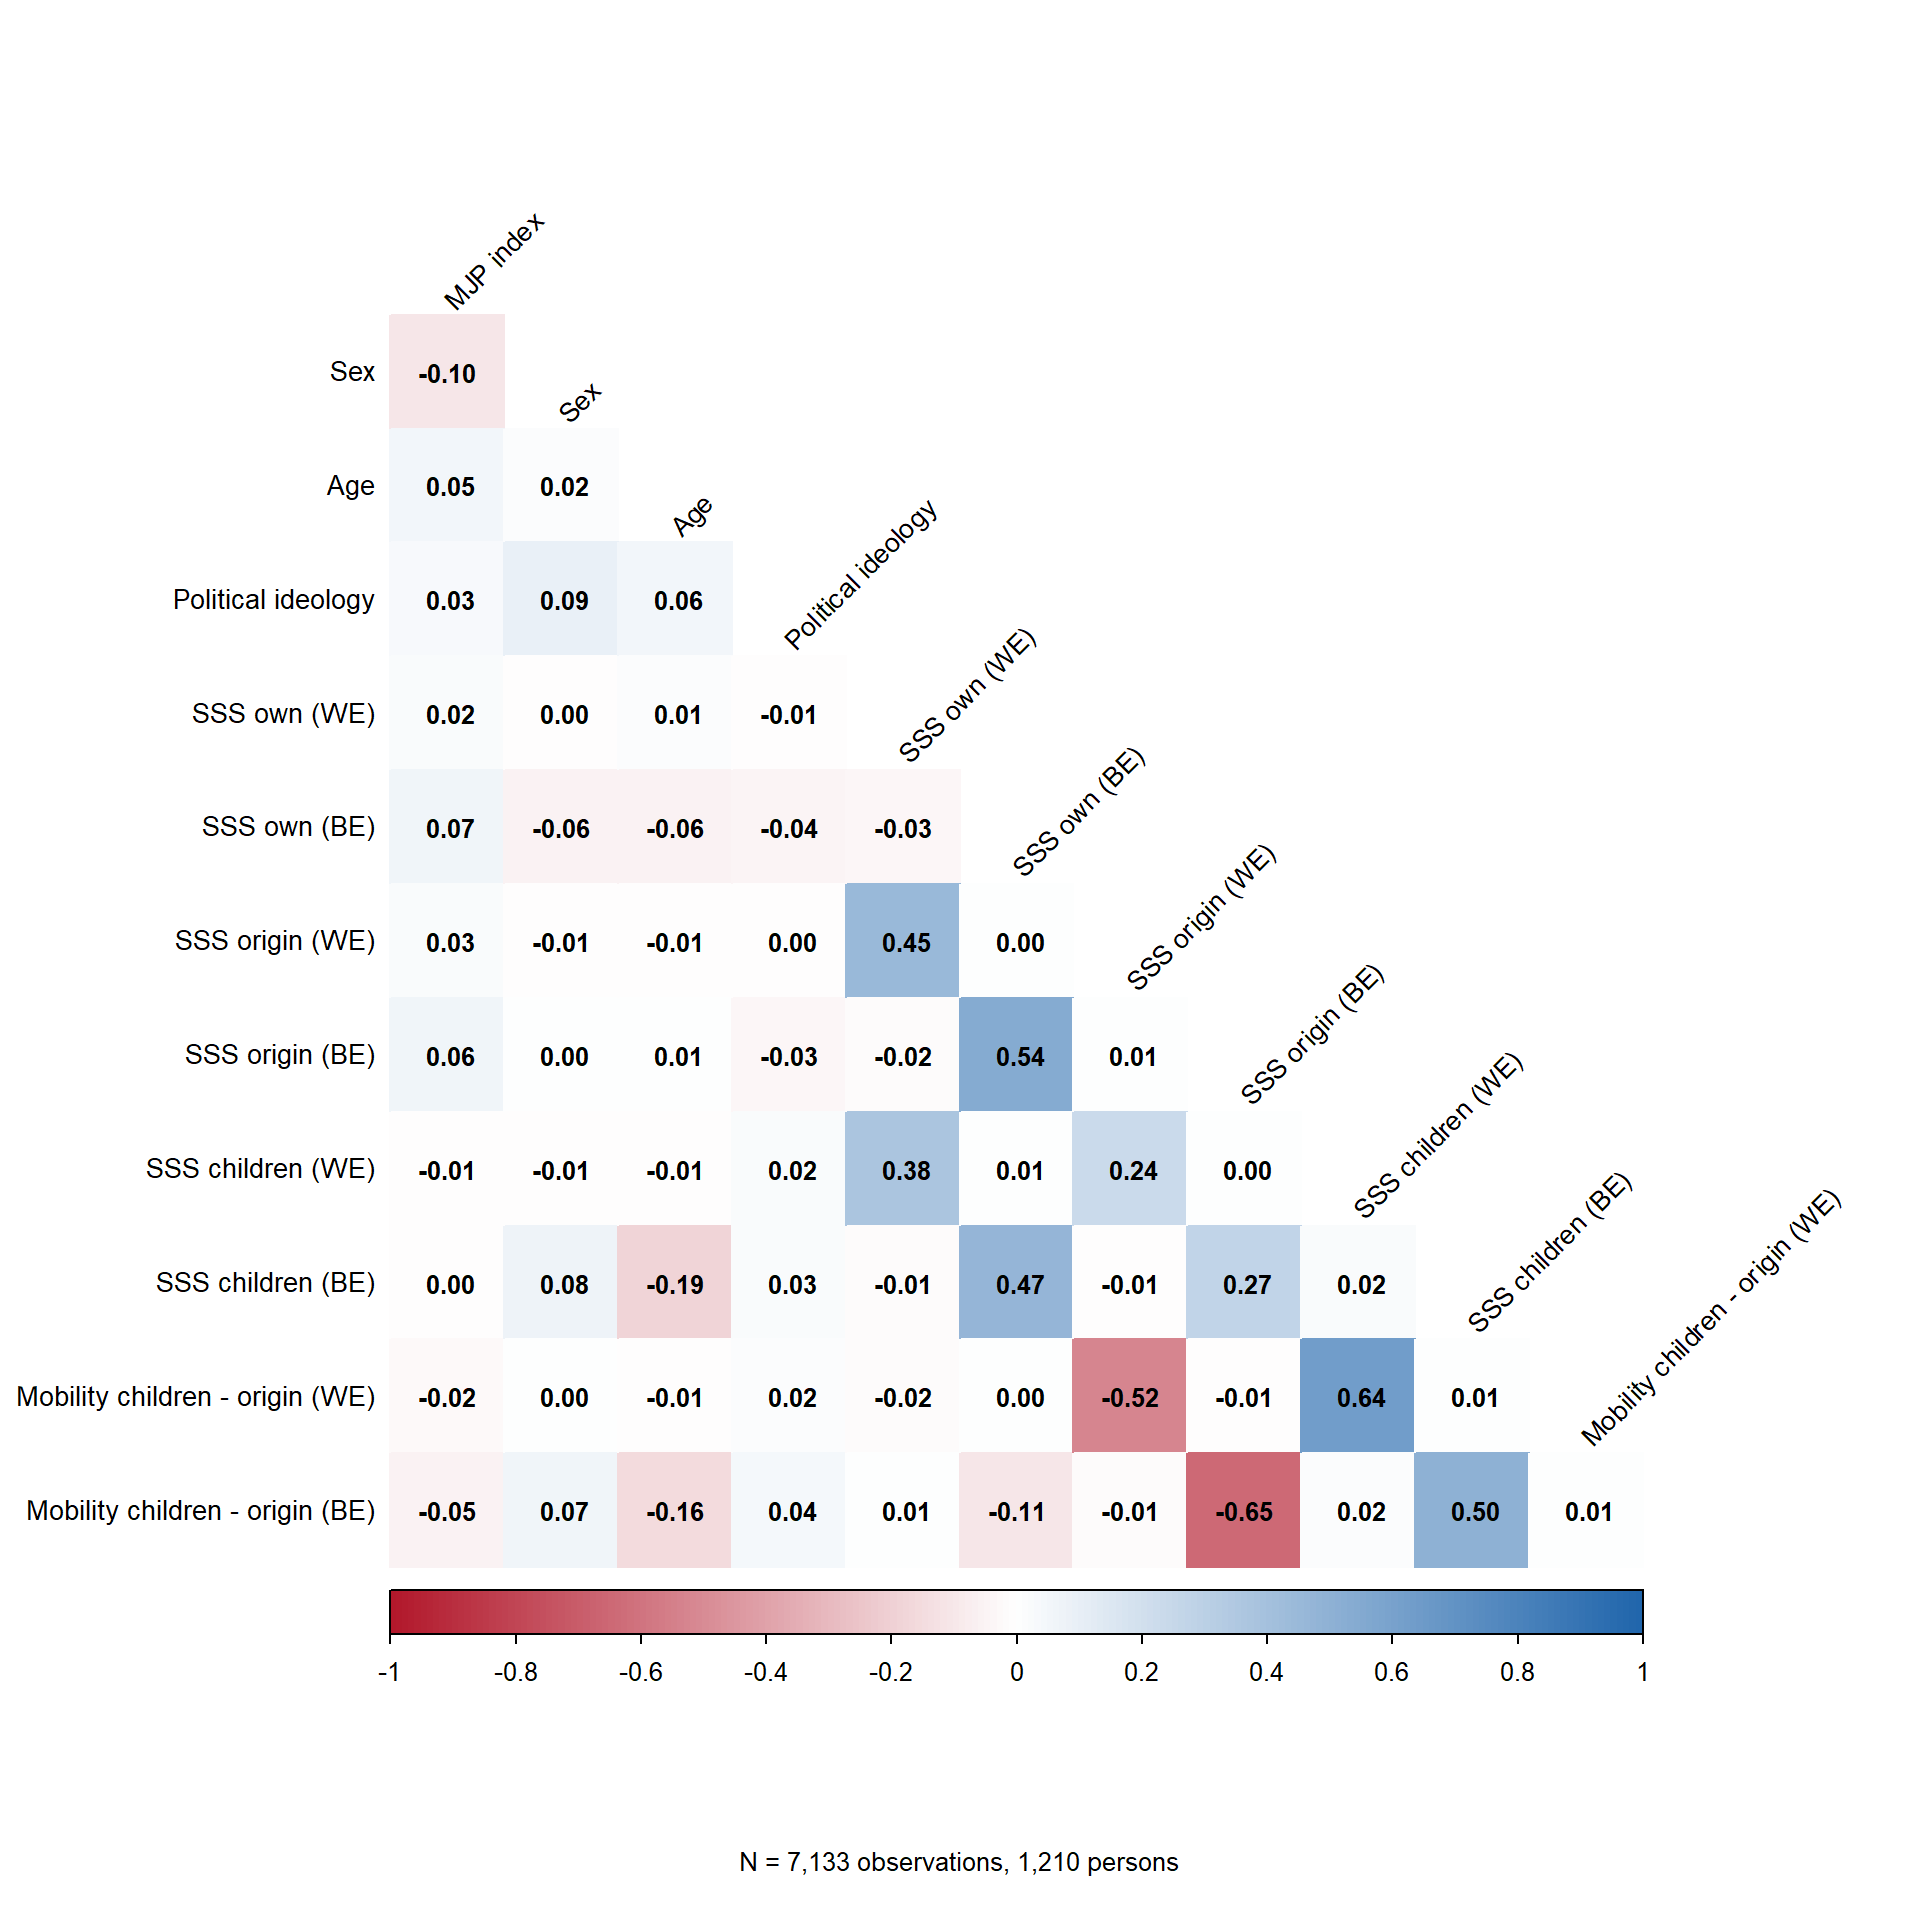 MJP index
Sex -0.10
Sex
Age 0.05 0.02
Age
Political ideology 0.03 0.09 0.06
Political ideology
SSS own (WE) 0.02 0.00 0.01 -0.01
SSS own (WE)
SSS own (BE) 0.07 -0.06 -0.06 -0.04 -0.03
SSS own (BE)
SSS origin (WE) 0.03 -0.01 -0.01 0.00 0.45 0.00
SSS origin (WE)
SSS origin (BE) 0.06 0.00 0.01 -0.03 -0.02 0.54 0.01
SSS origin (BE)
SSS children (WE) -0.01 -0.01 -0.01 0.02 0.38 0.01 0.24 0.00
SSS children (WE)
SSS children (BE) 0.00 0.08 -0.19 0.03 -0.01 0.47 -0.01 0.27 0.02
SSS children (BE)
Mobility children - origin (WE) -0.02 0.00 -0.01 0.02 -0.02 0.00 -0.52 -0.01 0.64 0.01
Mobility children - origin (WE)
Mobility children - origin (BE) -0.05 0.07 -0.16 0.04 0.01 -0.11 -0.01 -0.65 0.02 0.50 0.01
-1 -0.8 -0.6 -0.4 -0.2 0 0.2 0.4 0.6 0.8 1
N = 7,133 observations, 1,210 persons